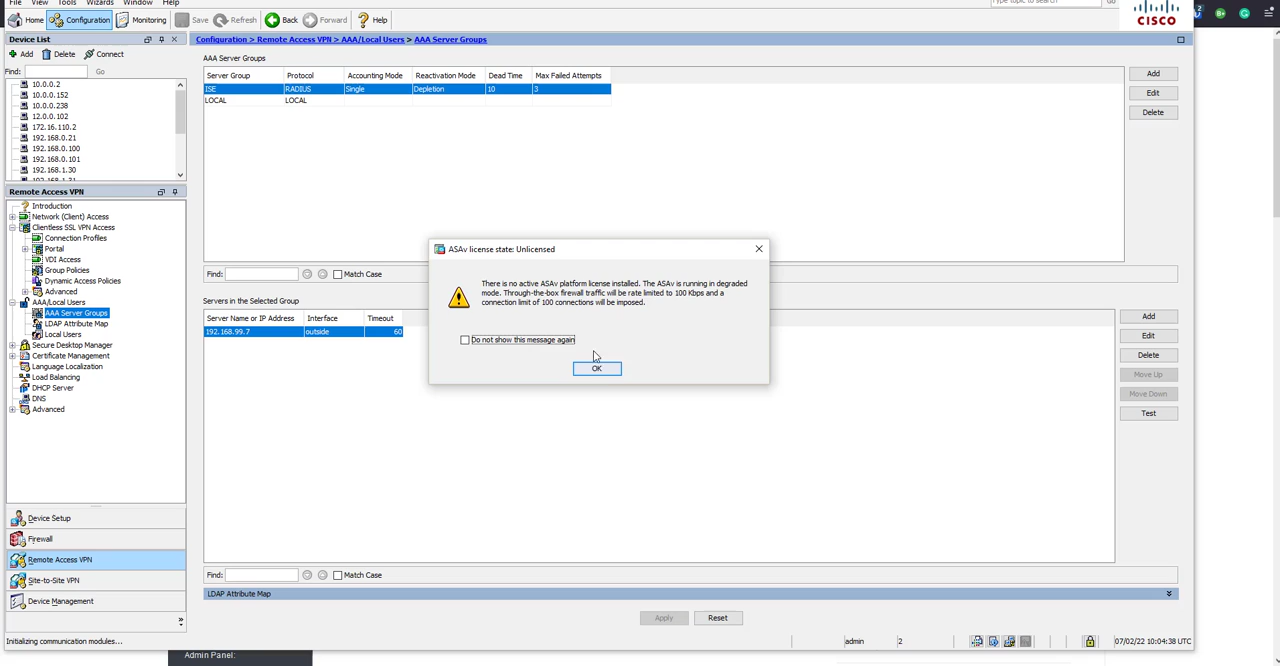 File View Tools Wizards Window Help
Type topic to search Go
Home Configuration Monitoring Save Refresh Back Forward Help
CISCO
Device List
Add Delete Connect
Find: Go
10.0.0.2
10.0.0.152
10.0.0.238
12.0.0.102
172.16.110.2
192.168.0.21
192.168.0.100
192.168.0.101
192.168.1.30
192.168.1.31
Remote Access VPN
Introduction
Network (Client) Access
Clientless SSL VPN Access
Connection Profiles
Portal
VDI Access
Group Policies
Dynamic Access Policies
Advanced
AAA/Local Users
AAA Server Groups
LDAP Attribute Map
Local Users
Secure Desktop Manager
Certificate Management
Language Localization
Load Balancing
DHCP Server
DNS
Advanced
Device Setup
Firewall
Remote Access VPN
Site-to-Site VPN
Device Management
Configuration > Remote Access VPN > AAA/Local Users > AAA Server Groups
AAA Server Groups
Server Group Protocol Accounting Mode Reactivation Mode Dead Time Max Failed Attempts
ISE RADIUS Single Depletion 10 3
LOCAL LOCAL
Add
Edit
Delete
Find: Match Case
Servers in the Selected Group
Server Name or IP Address Interface Timeout
192.168.99.7 outside 60
Add
Edit
Delete
Move Up
Move Down
Test
ASAv license state: Unlicensed
There is no active ASAv platform license installed. The ASAv is running in degraded
mode. Through-the-box firewall traffic will be rate limited to 100 Kbps and a
connection limit of 100 connections will be imposed.
Do not show this message again
OK
Find: Match Case
LDAP Attribute Map
Apply Reset
Initializing communication modules...
admin 2 07/02/22 10:04:38 UTC
Admin Panel: